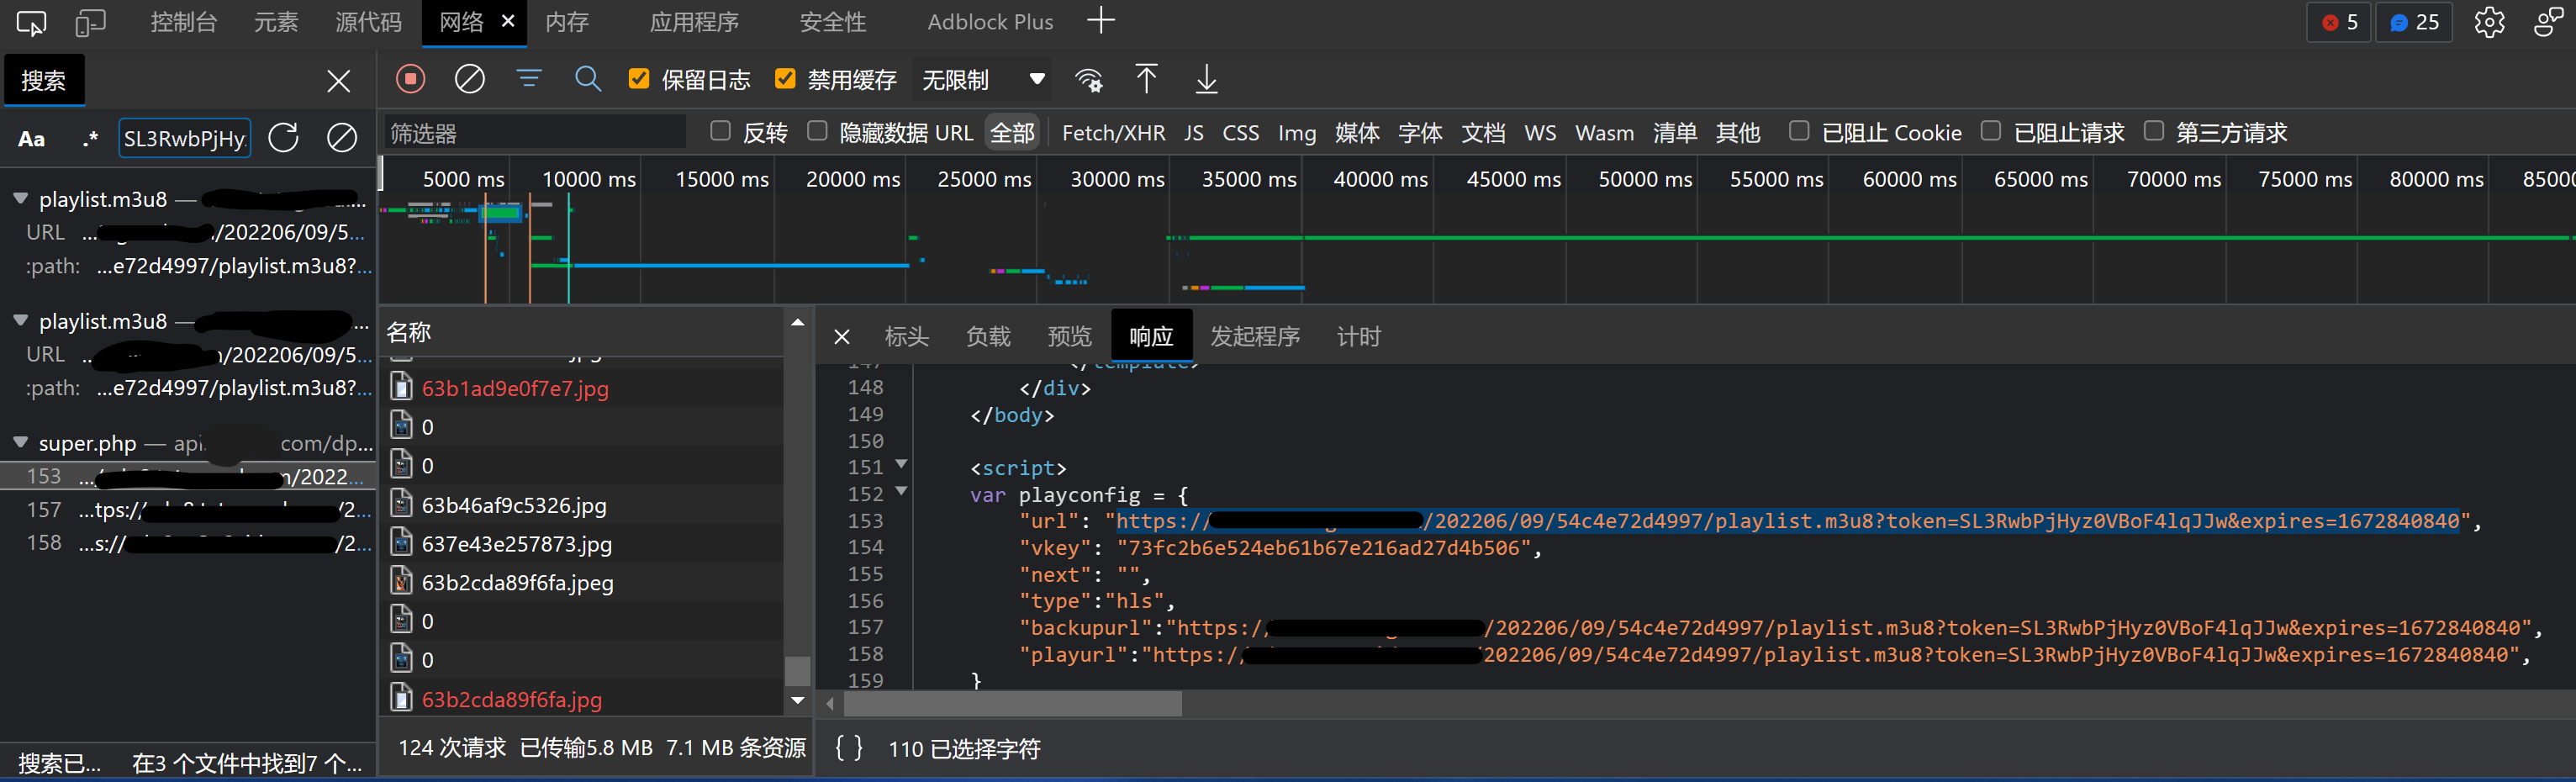 控制台 元素 源代码 网络 内存 应用程序 安全性 Adblock Plus 5 25
搜索
Aa .* SL3RwbPjHy
playlist.m3u8 — ...
URL ... /202206/09/5...
:path: ...e72d4997/playlist.m3u8?...
playlist.m3u8 — ...
URL .. /202206/09/5...
:path: ...e72d4997/playlist.m3u8?...
super.php — api. com/dp...
153 ... /2022...
157 ...tps:// /2...
158 ...s:// /2...
搜索已... 在3 个文件中找到7 个...
保留日志 禁用缓存 无限制
筛选器 反转 隐藏数据 URL 全部 Fetch/XHR JS CSS Img 媒体 字体 文档 WS Wasm 清单 其他 已阻止 Cookie 已阻止请求 第三方请求
5000 ms 10000 ms 15000 ms 20000 ms 25000 ms 30000 ms 35000 ms 40000 ms 45000 ms 50000 ms 55000 ms 60000 ms 65000 ms 70000 ms 75000 ms 80000 ms 8500
名称
63b1ad9e0f7e7.jpg
0
0
63b46af9c5326.jpg
637e43e257873.jpg
63b2cda89f6fa.jpeg
0
0
63b2cda89f6fa.jpg
124 次请求 已传输5.8 MB 7.1 MB 条资源
标头 负载 预览 响应 发起程序 计时
147 </template>
148 </div>
149 </body>
150
151 <script>
152 var playconfig = {
153 "url": "https:// /202206/09/54c4e72d4997/playlist.m3u8?token=SL3RwbPjHyz0VBoF4lqJJw&expires=1672840840",
154 "vkey": "73fc2b6e524eb61b67e216ad27d4b506",
155 "next": "",
156 "type":"hls",
157 "backupurl":"https:// /202206/09/54c4e72d4997/playlist.m3u8?token=SL3RwbPjHyz0VBoF4lqJJw&expires=1672840840",
158 "playurl":"https:// /202206/09/54c4e72d4997/playlist.m3u8?token=SL3RwbPjHyz0VBoF4lqJJw&expires=1672840840",
159 }
{ } 110 已选择字符